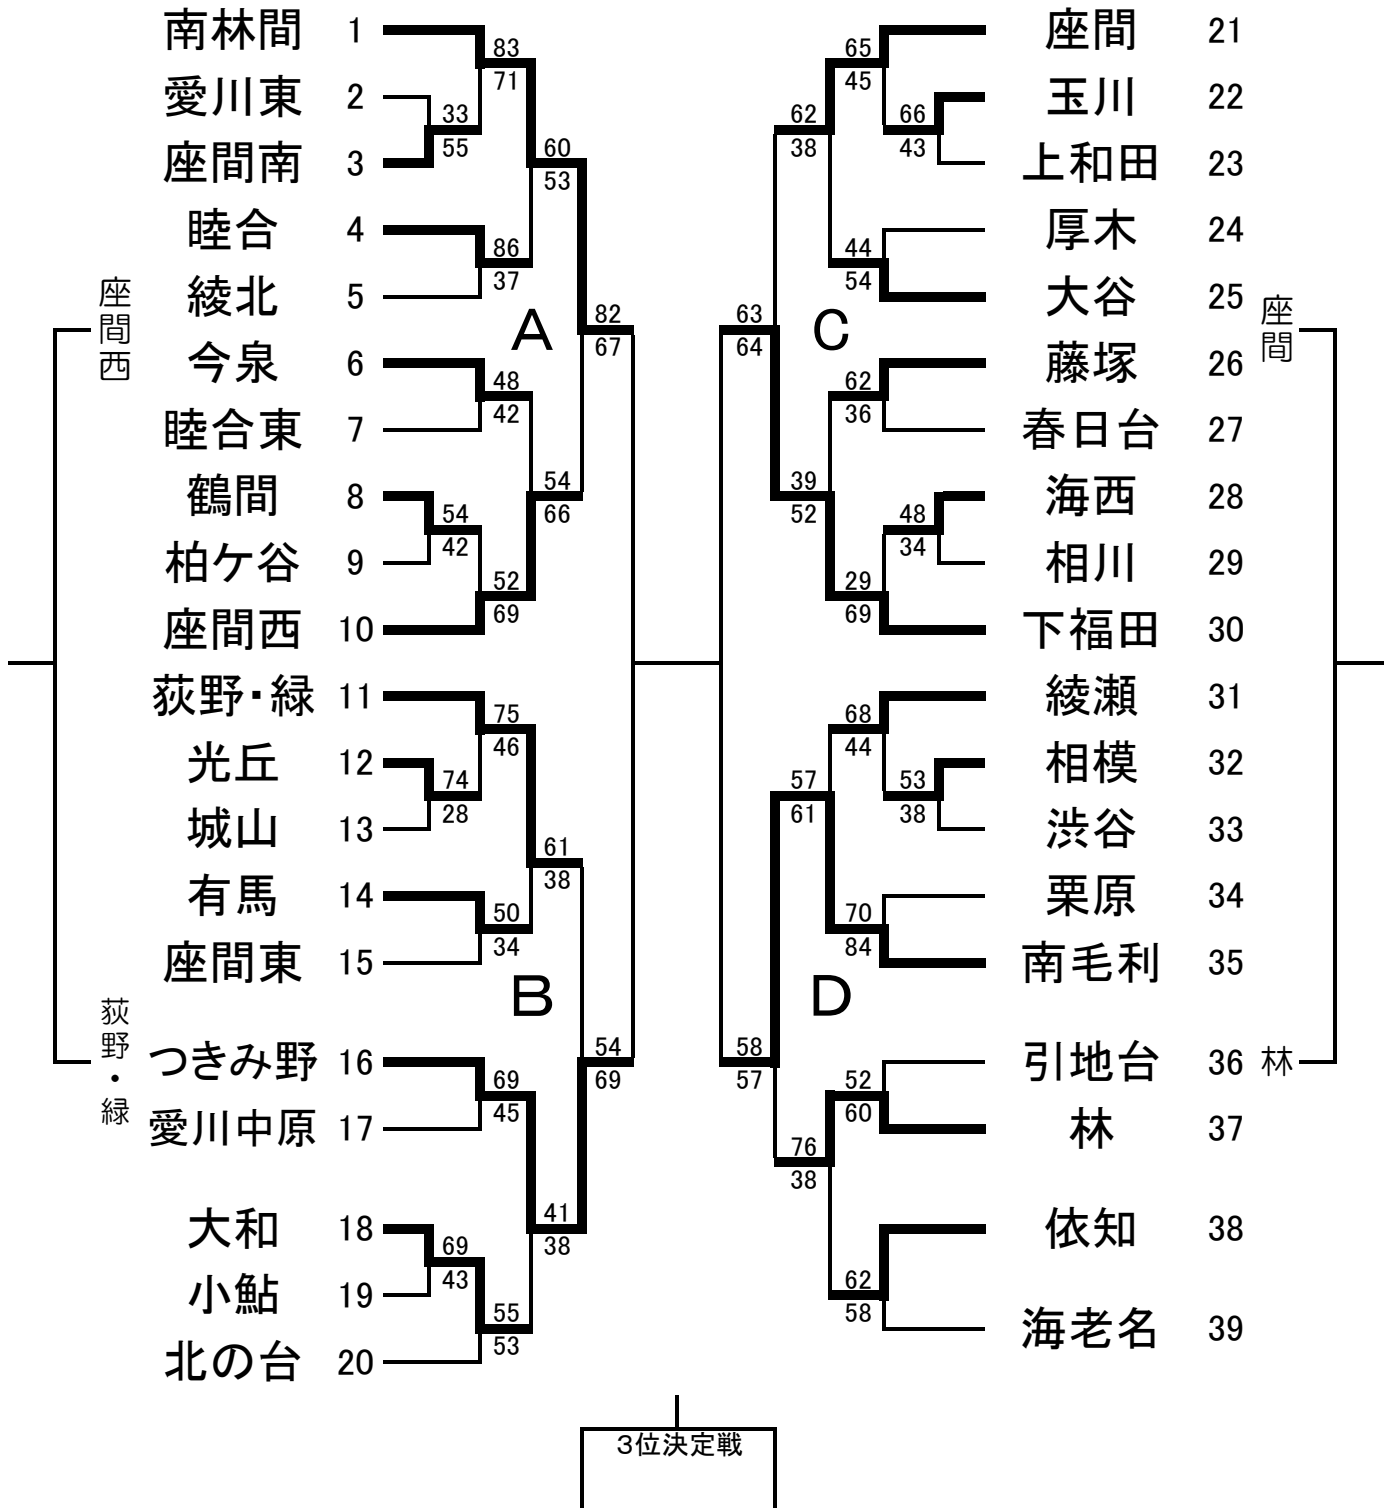 南林間 1
愛川東 2
座間南 3
睦合 4
綾北 5
今泉 6
睦合東 7
鶴間 8
柏ケ谷 9
座間西 10
荻野・緑 11
光丘 12
城山 13
有馬 14
座間東 15
つきみ野 16
愛川中原 17
大和 18
小鮎 19
北の台 20
座間西
荻野・緑
83
71
33
55
60
53
86
37
82
67
48
42
54
66
54
42
52
69
A
75
46
74
28
61
38
50
34
B
54
69
69
45
41
38
69
43
55
53
座間 21
玉川 22
上和田 23
厚木 24
大谷 25
藤塚 26
春日台 27
海西 28
相川 29
下福田 30
綾瀬 31
相模 32
渋谷 33
栗原 34
南毛利 35
引地台 36
林 37
依知 38
海老名 39
座間
林
65
45
66
43
62
38
44
54
63
64
C
62
36
39
52
48
34
29
69
68
44
53
38
57
61
70
84
D
58
57
52
60
76
38
62
58
3位決定戦